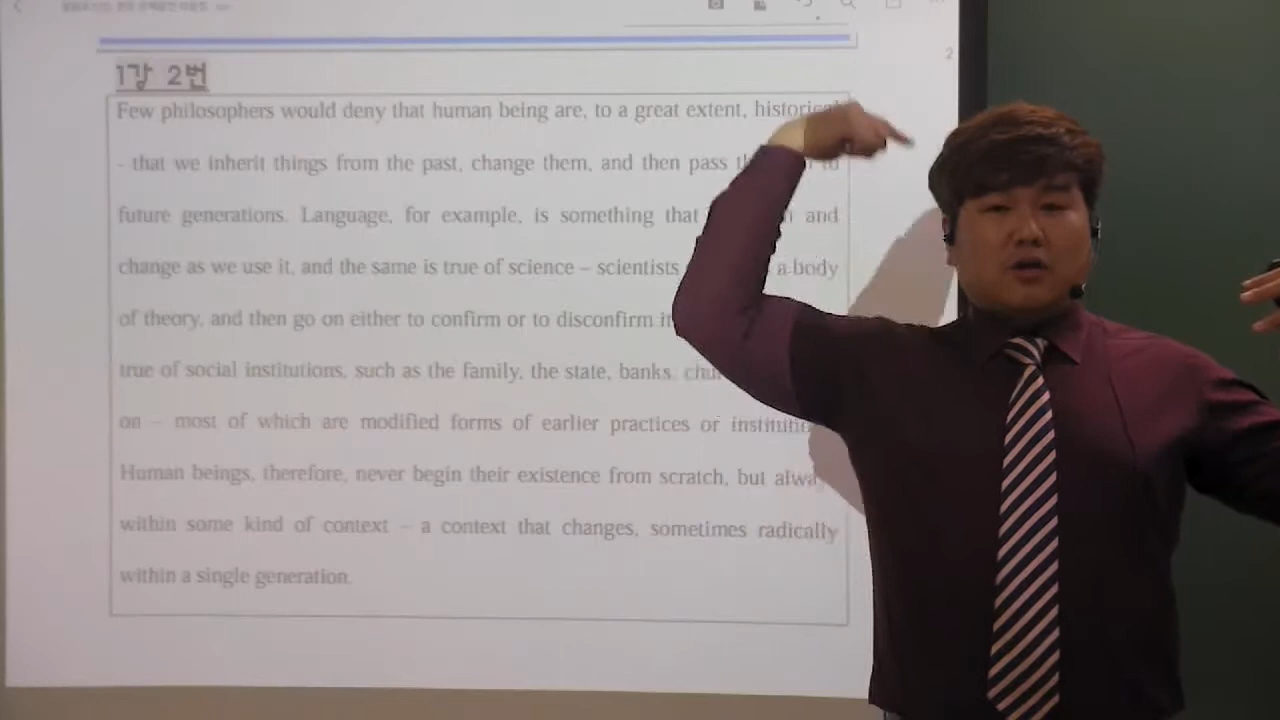 2
1강 2번
Few philosophers would deny that human being are, to a great extent, historical
- that we inherit things from the past, change them, and then pass to
future generations. Language, for example, is something that and
change as we use it, and the same is true of science – scientists a body
of theory, and then go on either to confirm or to disconfirm
true of social institutions, such as the family, the state, banks,
on – most of which are modified forms of earlier practices or
Human beings, therefore, never begin their existence from scratch, but
within some kind of context – a context that changes, sometimes radically
within a single generation.